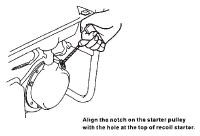 Align the notch on the starter pulley
with the hole at the top of recoil starter.